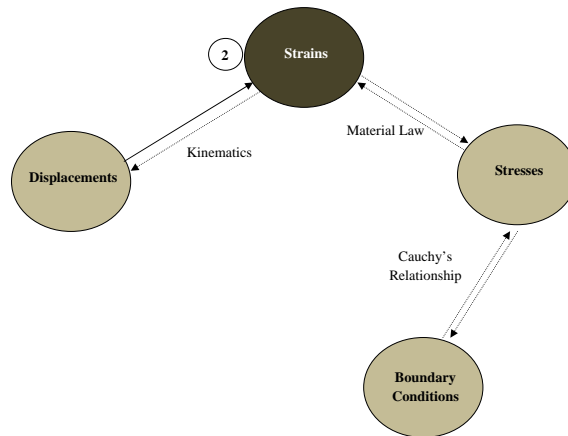 2
Strains
Kinematics
Material Law
Displacements
Stresses
Cauchy's
Relationship
Boundary
Conditions